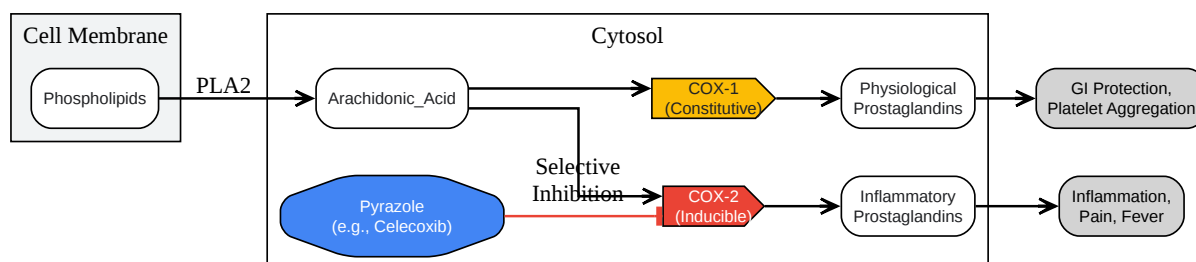 Cell Membrane
Cytosol
Phospholipids
PLA2
Arachidonic_Acid
COX-1
(Constitutive)
Physiological
Prostaglandins
GI Protection,
Platelet Aggregation
Selective
Inhibition
Pyrazole
(e.g., Celecoxib)
COX-2
(Inducible)
Inflammatory
Prostaglandins
Inflammation,
Pain, Fever